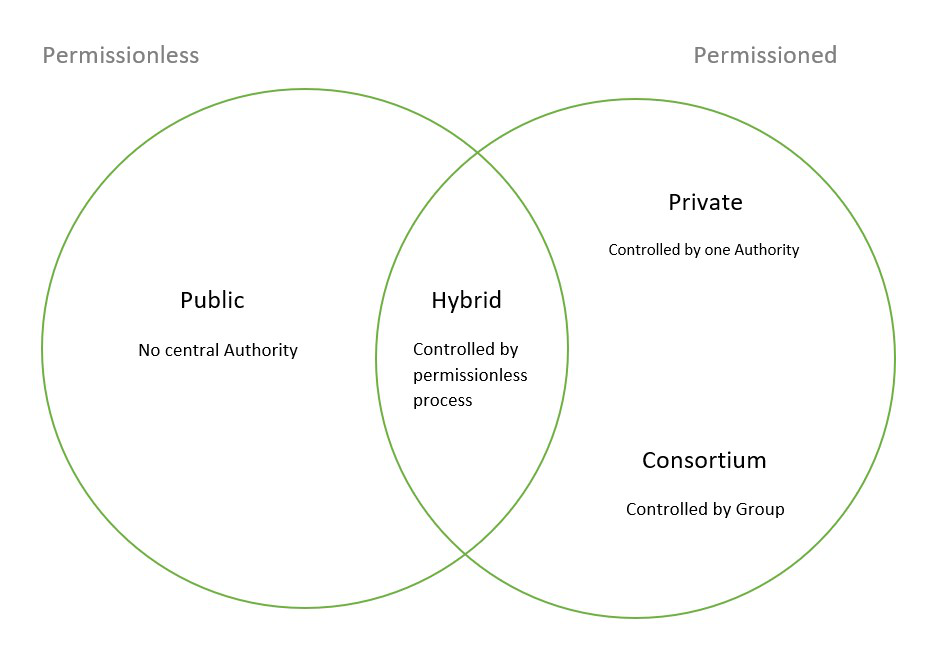 Permissionless
Permissioned
Public
No central Authority
Hybrid
Controlled by
permissionless
process
Private
Controlled by one Authority
Consortium
Controlled by Group